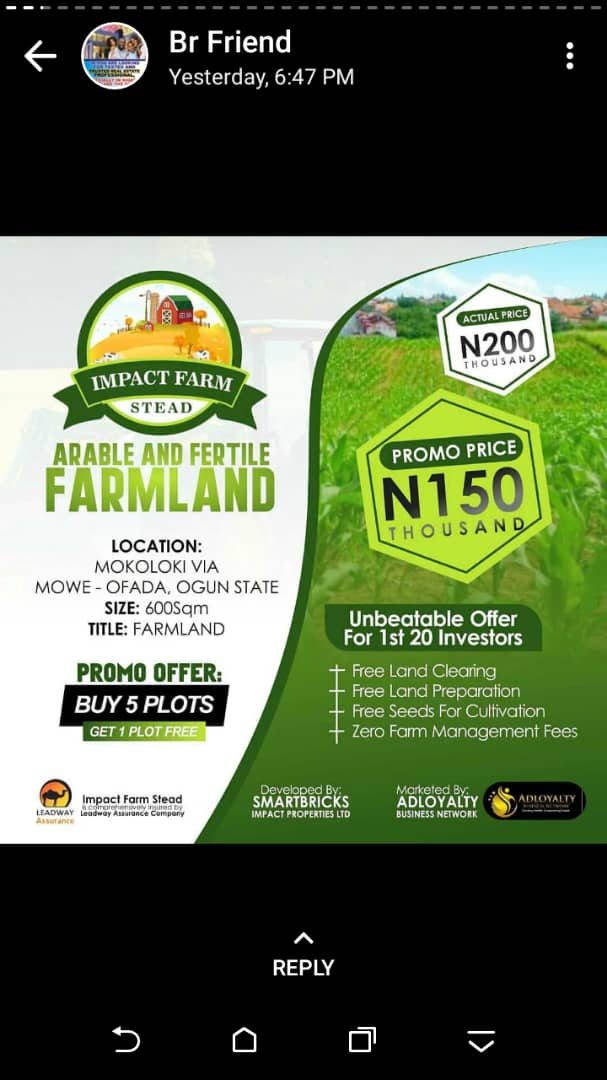 Br Friend
Yesterday, 6:47 PM
IMPACT FARM
STEAD
ARABLE AND FERTILE
FARMLAND
LOCATION:
MOKOLOKI VIA
MOWE - OFADA, OGUN STATE
SIZE: 600Sqm
TITLE: FARMLAND
PROMO OFFER:
BUY 5 PLOTS
GET 1 PLOT FREE
ACTUAL PRICE
N200
THOUSAND
PROMO PRICE
N150
THOUSAND
Unbeatable Offer
For 1st 20 Investors
Free Land Clearing
Free Land Preparation
Free Seeds For Cultivation
Zero Farm Management Fees
LEADWAY
Assurance
Impact Farm Stead
is comprehensively insured by
Leadway Assurance Company
Developed By:
SMARTBRICKS
IMPACT PROPERTIES LTD
Marketed By:
ADLOYALTY
BUSINESS NETWORK
ADLOYALTY
BUSINESS NETWORK
REPLY